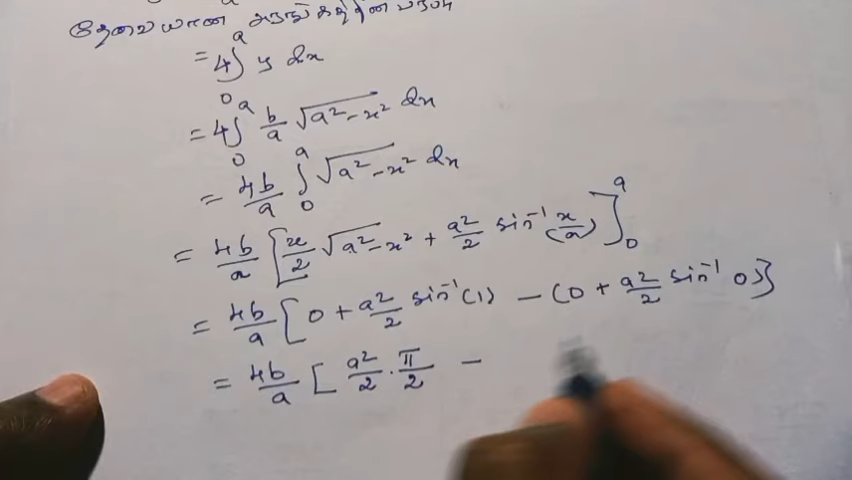 தேவையான
= 4∫₀ᵃ y dx
= 4∫₀ᵃ b/a √(a²-x²) dx
= 4b/a ∫₀ᵃ √(a²-x²) dx
= 4b/a [x/2 √(a²-x²) + a²/2 sin⁻¹(x/a)]₀ᵃ
= 4b/a [0 + a²/2 sin⁻¹(1) - (0 + a²/2 sin⁻¹ 0)]
= 4b/a [a²/2 . π/2 -